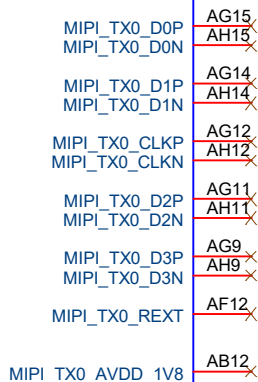 MIPI_TX0_D0P AG15
MIPI_TX0_D0N AH15
MIPI_TX0_D1P AG14
MIPI_TX0_D1N AH14
MIPI_TX0_CLKP AG12
MIPI_TX0_CLKN AH12
MIPI_TX0_D2P AG11
MIPI_TX0_D2N AH11
MIPI_TX0_D3P AG9
MIPI_TX0_D3N AH9
MIPI_TX0_REXT AF12
MIPI_TX0_AVDD_1V8 AB12